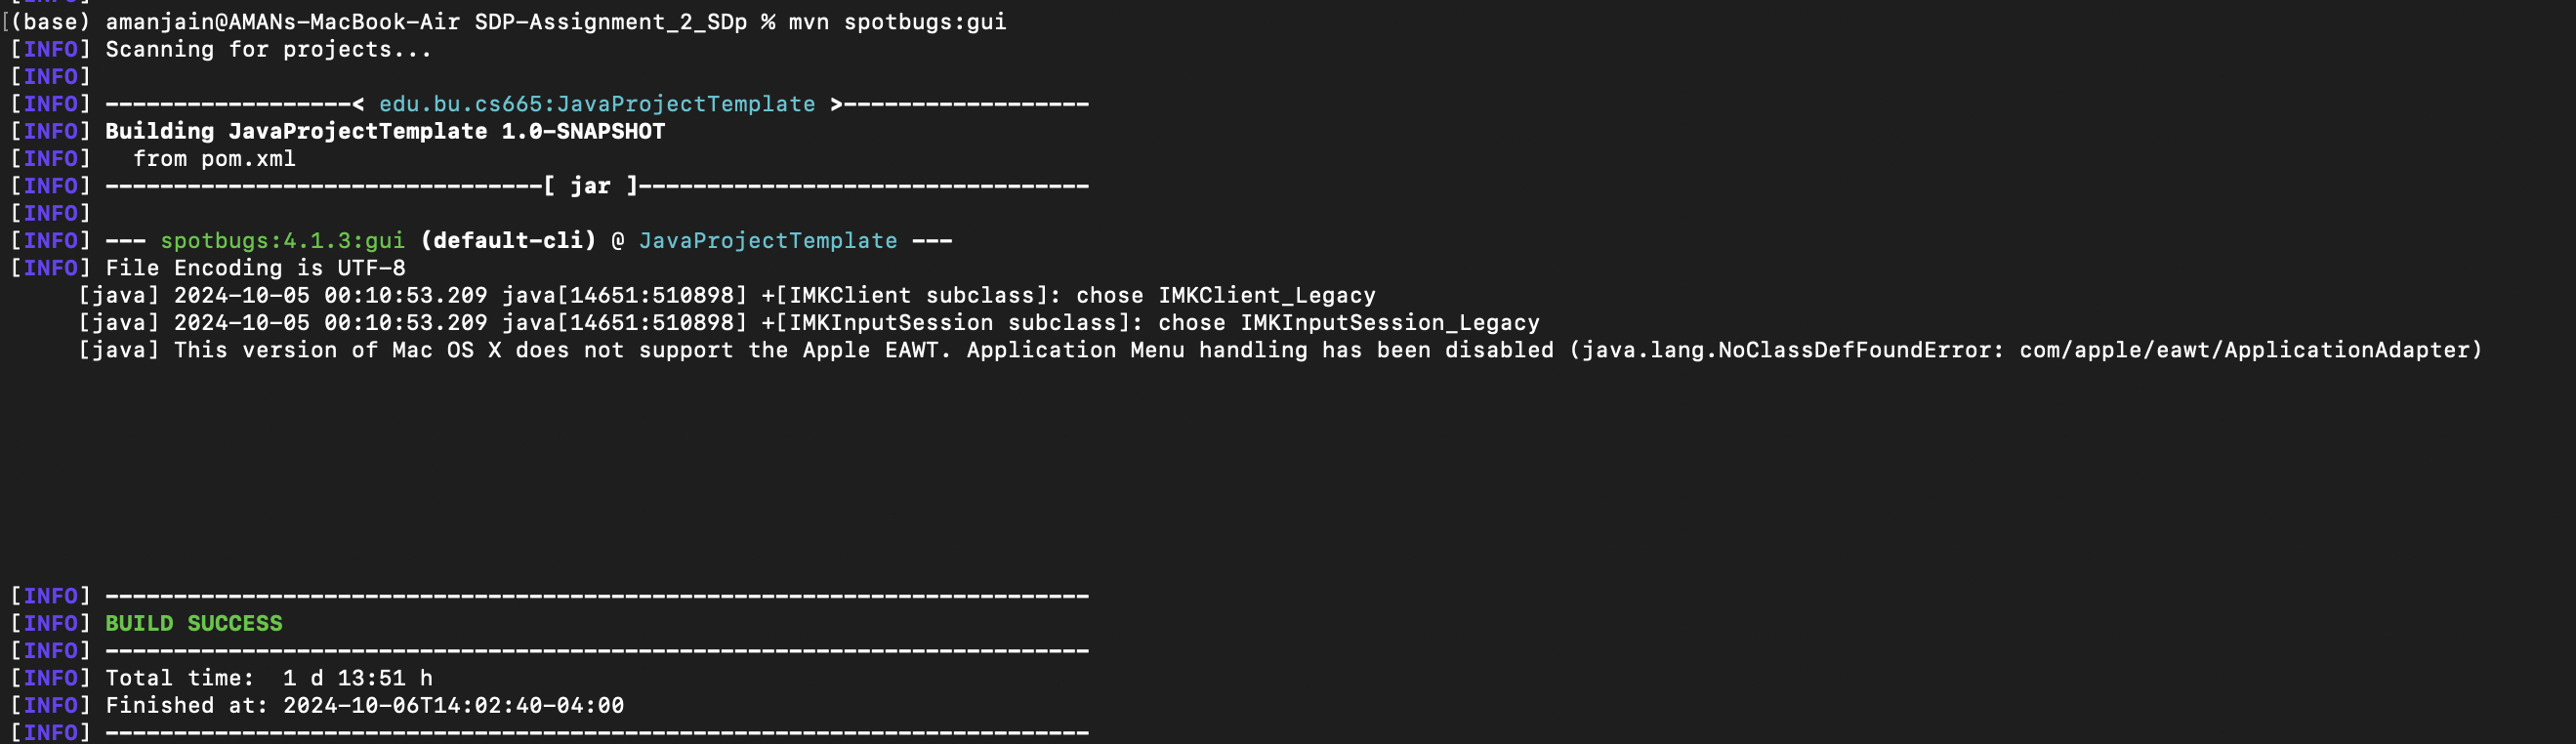 [(base) amanjain@AMANs-MacBook-Air SDP-Assignment_2_SDp % mvn spotbugs:gui
[INFO] Scanning for projects...
[INFO]
[INFO] ------------------< edu.bu.cs665:JavaProjectTemplate >------------------
[INFO] Building JavaProjectTemplate 1.0-SNAPSHOT
[INFO]   from pom.xml
[INFO] --------------------------------[ jar ]---------------------------------
[INFO]
[INFO] --- spotbugs:4.1.3:gui (default-cli) @ JavaProjectTemplate ---
[INFO] File Encoding is UTF-8
     [java] 2024-10-05 00:10:53.209 java[14651:510898] +[IMKClient subclass]: chose IMKClient_Legacy
     [java] 2024-10-05 00:10:53.209 java[14651:510898] +[IMKInputSession subclass]: chose IMKInputSession_Legacy
     [java] This version of Mac OS X does not support the Apple EAWT. Application Menu handling has been disabled (java.lang.NoClassDefFoundError: com/apple/eawt/ApplicationAdapter)
[INFO] ------------------------------------------------------------------------
[INFO] BUILD SUCCESS
[INFO] ------------------------------------------------------------------------
[INFO] Total time:  1 d 13:51 h
[INFO] Finished at: 2024-10-06T14:02:40-04:00
[INFO] ------------------------------------------------------------------------